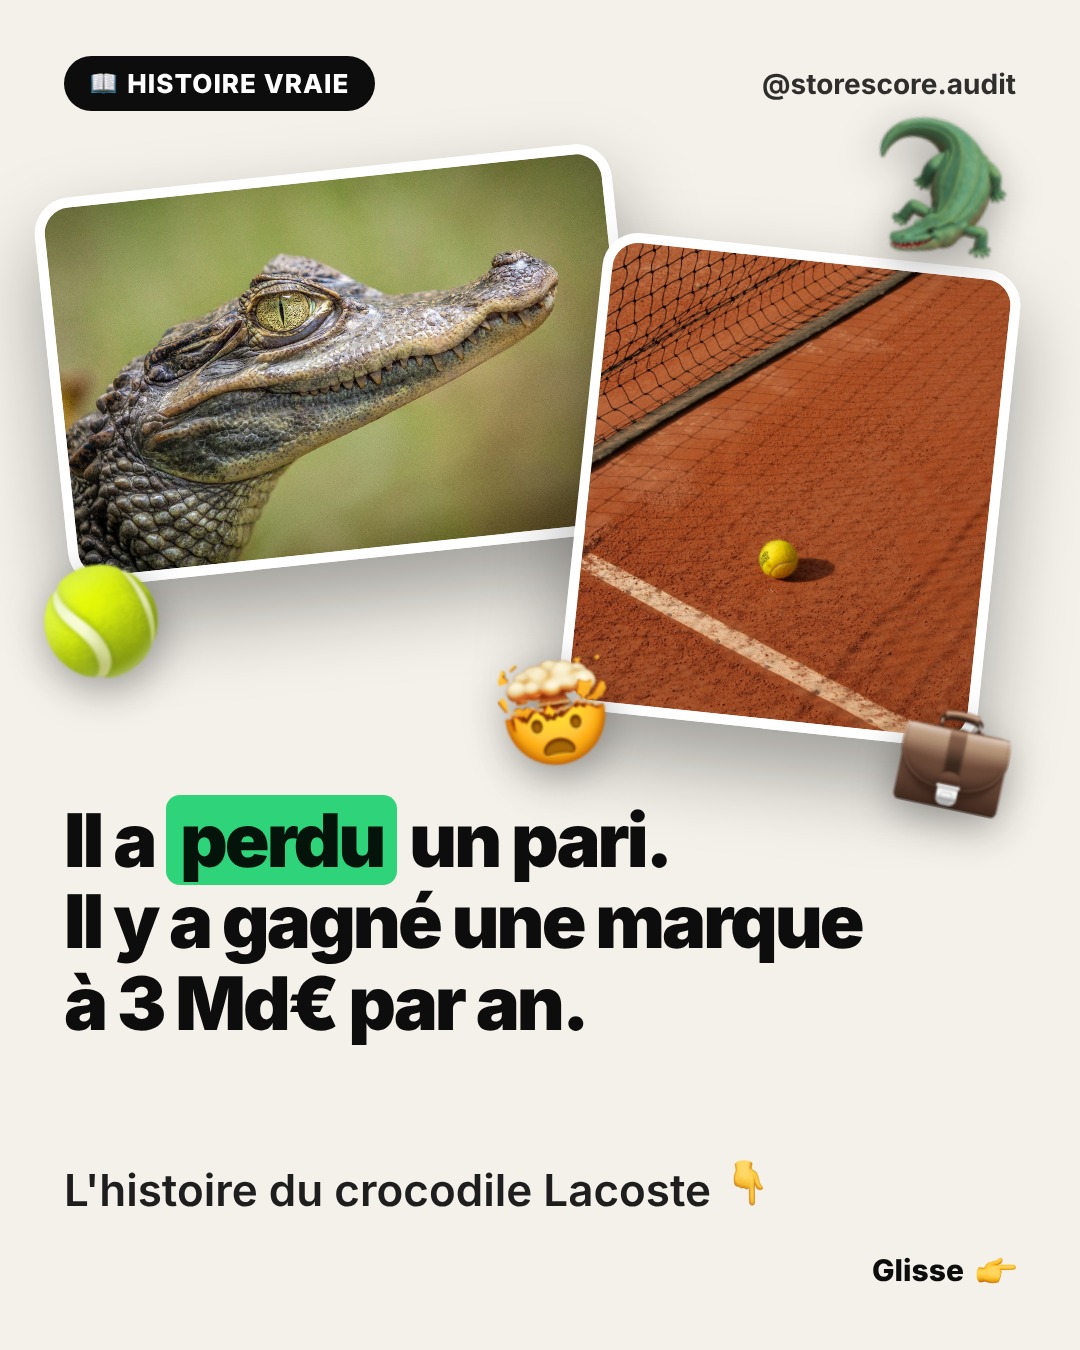 📖 HISTOIRE VRAIE
@storescore.audit
Il a perdu un pari.
Il y a gagné une marque
à 3 Md€ par an.
L'histoire du crocodile Lacoste 👇
Glisse 👉